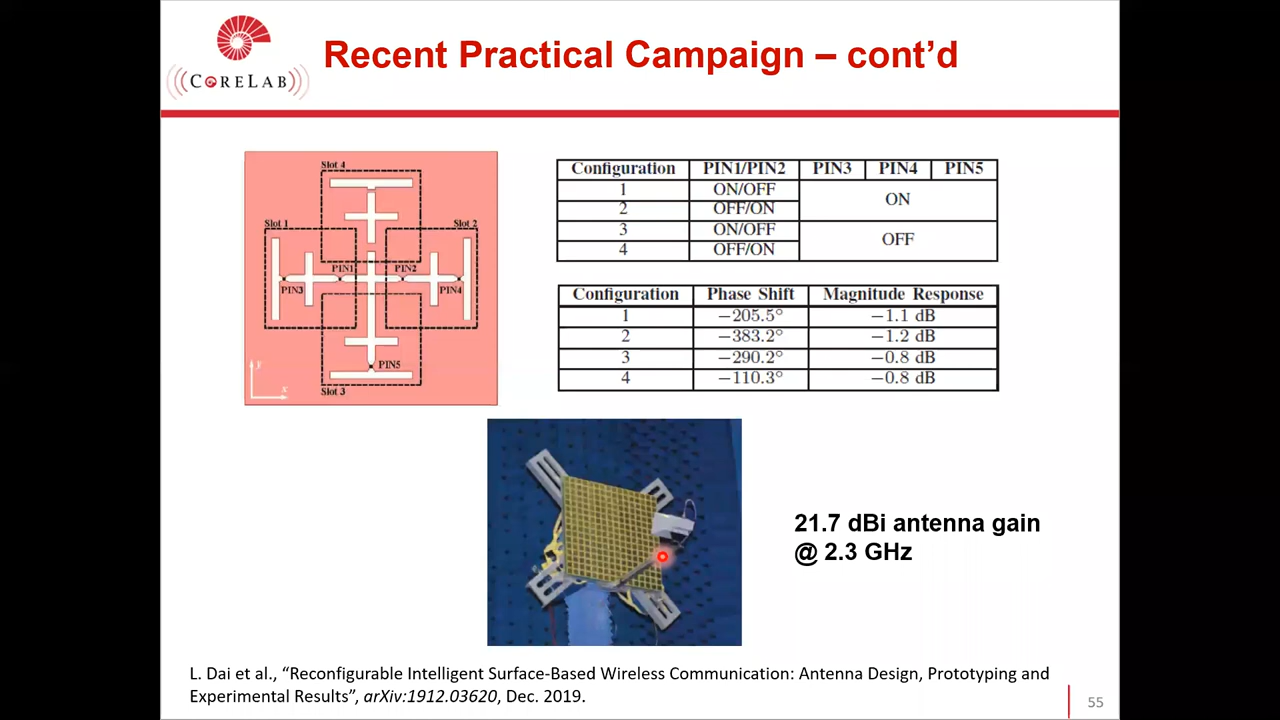 CORELAB
Recent Practical Campaign – cont’d
Slot 4
Slot 1
Slot 2
PIN1
PIN2
PIN3
PIN4
PIN5
Slot 3
y
x
Configuration PIN1/PIN2 PIN3 PIN4 PIN5
1 ON/OFF ON
2 OFF/ON
3 ON/OFF OFF
4 OFF/ON
Configuration Phase Shift Magnitude Response
1 −205.5° −1.1 dB
2 −383.2° −1.2 dB
3 −290.2° −0.8 dB
4 −110.3° −0.8 dB
21.7 dBi antenna gain
@ 2.3 GHz
L. Dai et al., “Reconfigurable Intelligent Surface-Based Wireless Communication: Antenna Design, Prototyping and
Experimental Results”, arXiv:1912.03620, Dec. 2019.
55